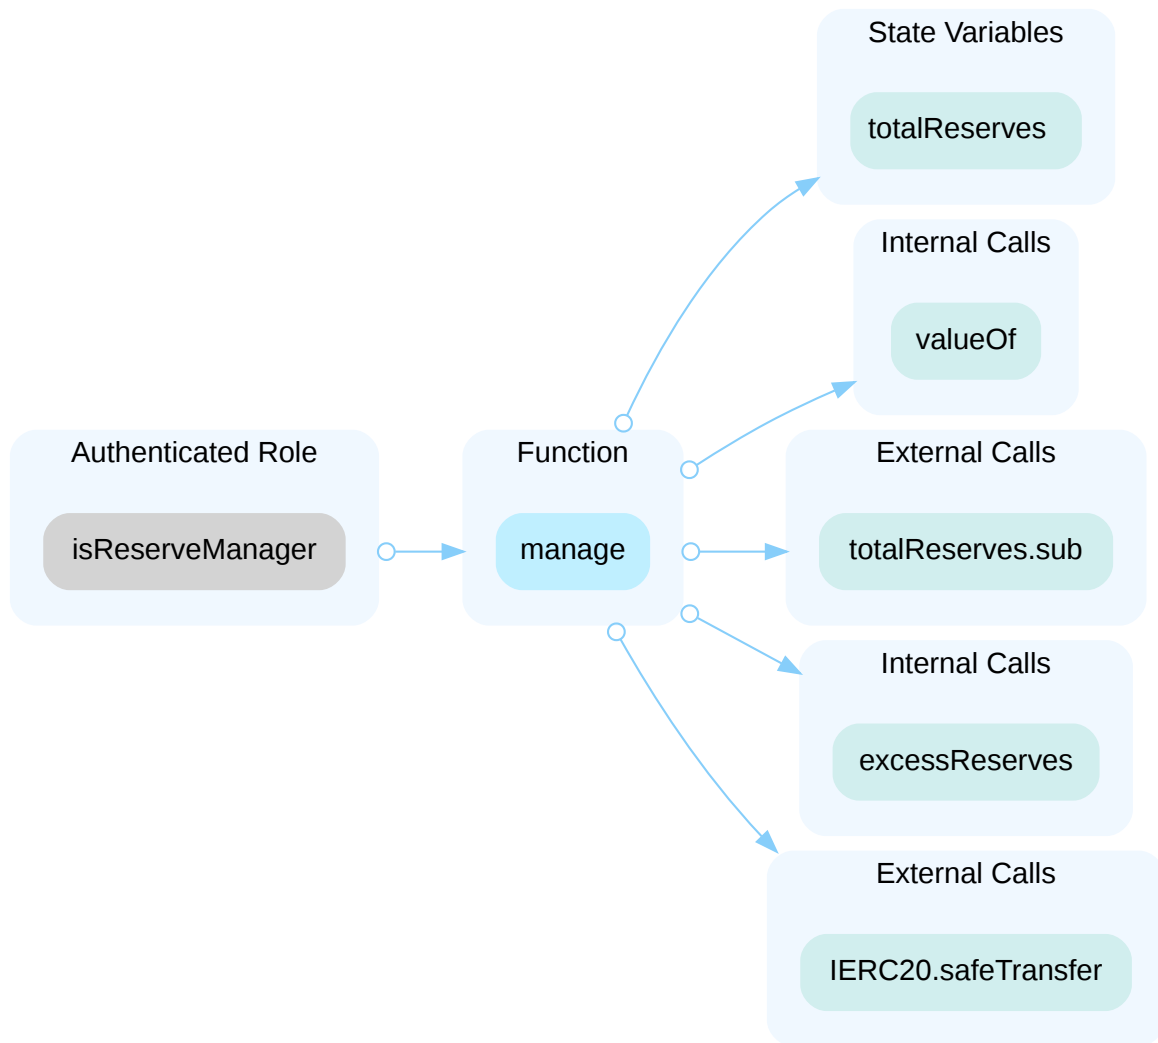 State Variables
totalReserves
Internal Calls
valueOf
Authenticated Role
isReserveManager
Function
manage
External Calls
totalReserves.sub
Internal Calls
excessReserves
External Calls
IERC20.safeTransfer